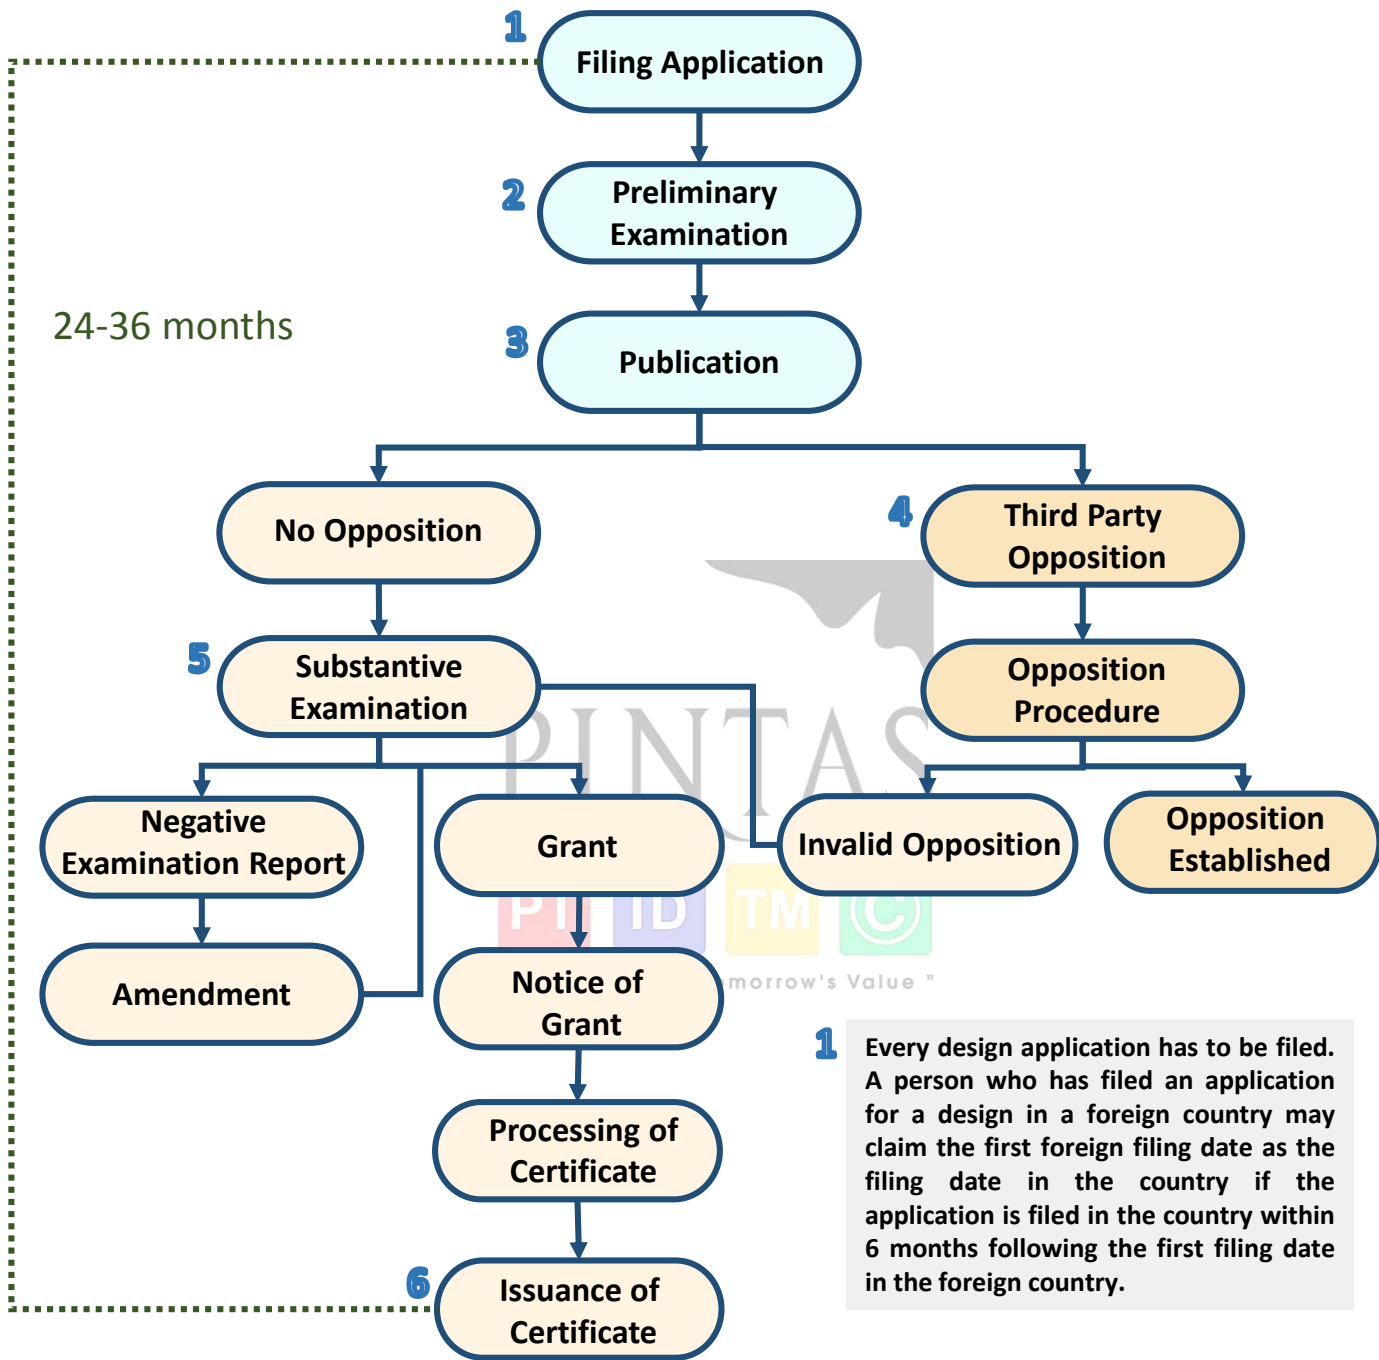 1
Filing Application
2
Preliminary
Examination
24-36 months
3
Publication
No Opposition
4
Third Party
Opposition
5
Substantive
Examination
Opposition
Procedure
PINTAS
Negative
Examination Report
Grant
Invalid Opposition
Opposition
Established
PT ID TM ©
Amendment
Notice of
Grant
morrow's Value "
Processing of
Certificate
6
Issuance of
Certificate
1
Every design application has to be filed.
A person who has filed an application
for a design in a foreign country may
claim the first foreign filing date as the
filing date in the country if the
application is filed in the country within
6 months following the first filing date
in the foreign country.